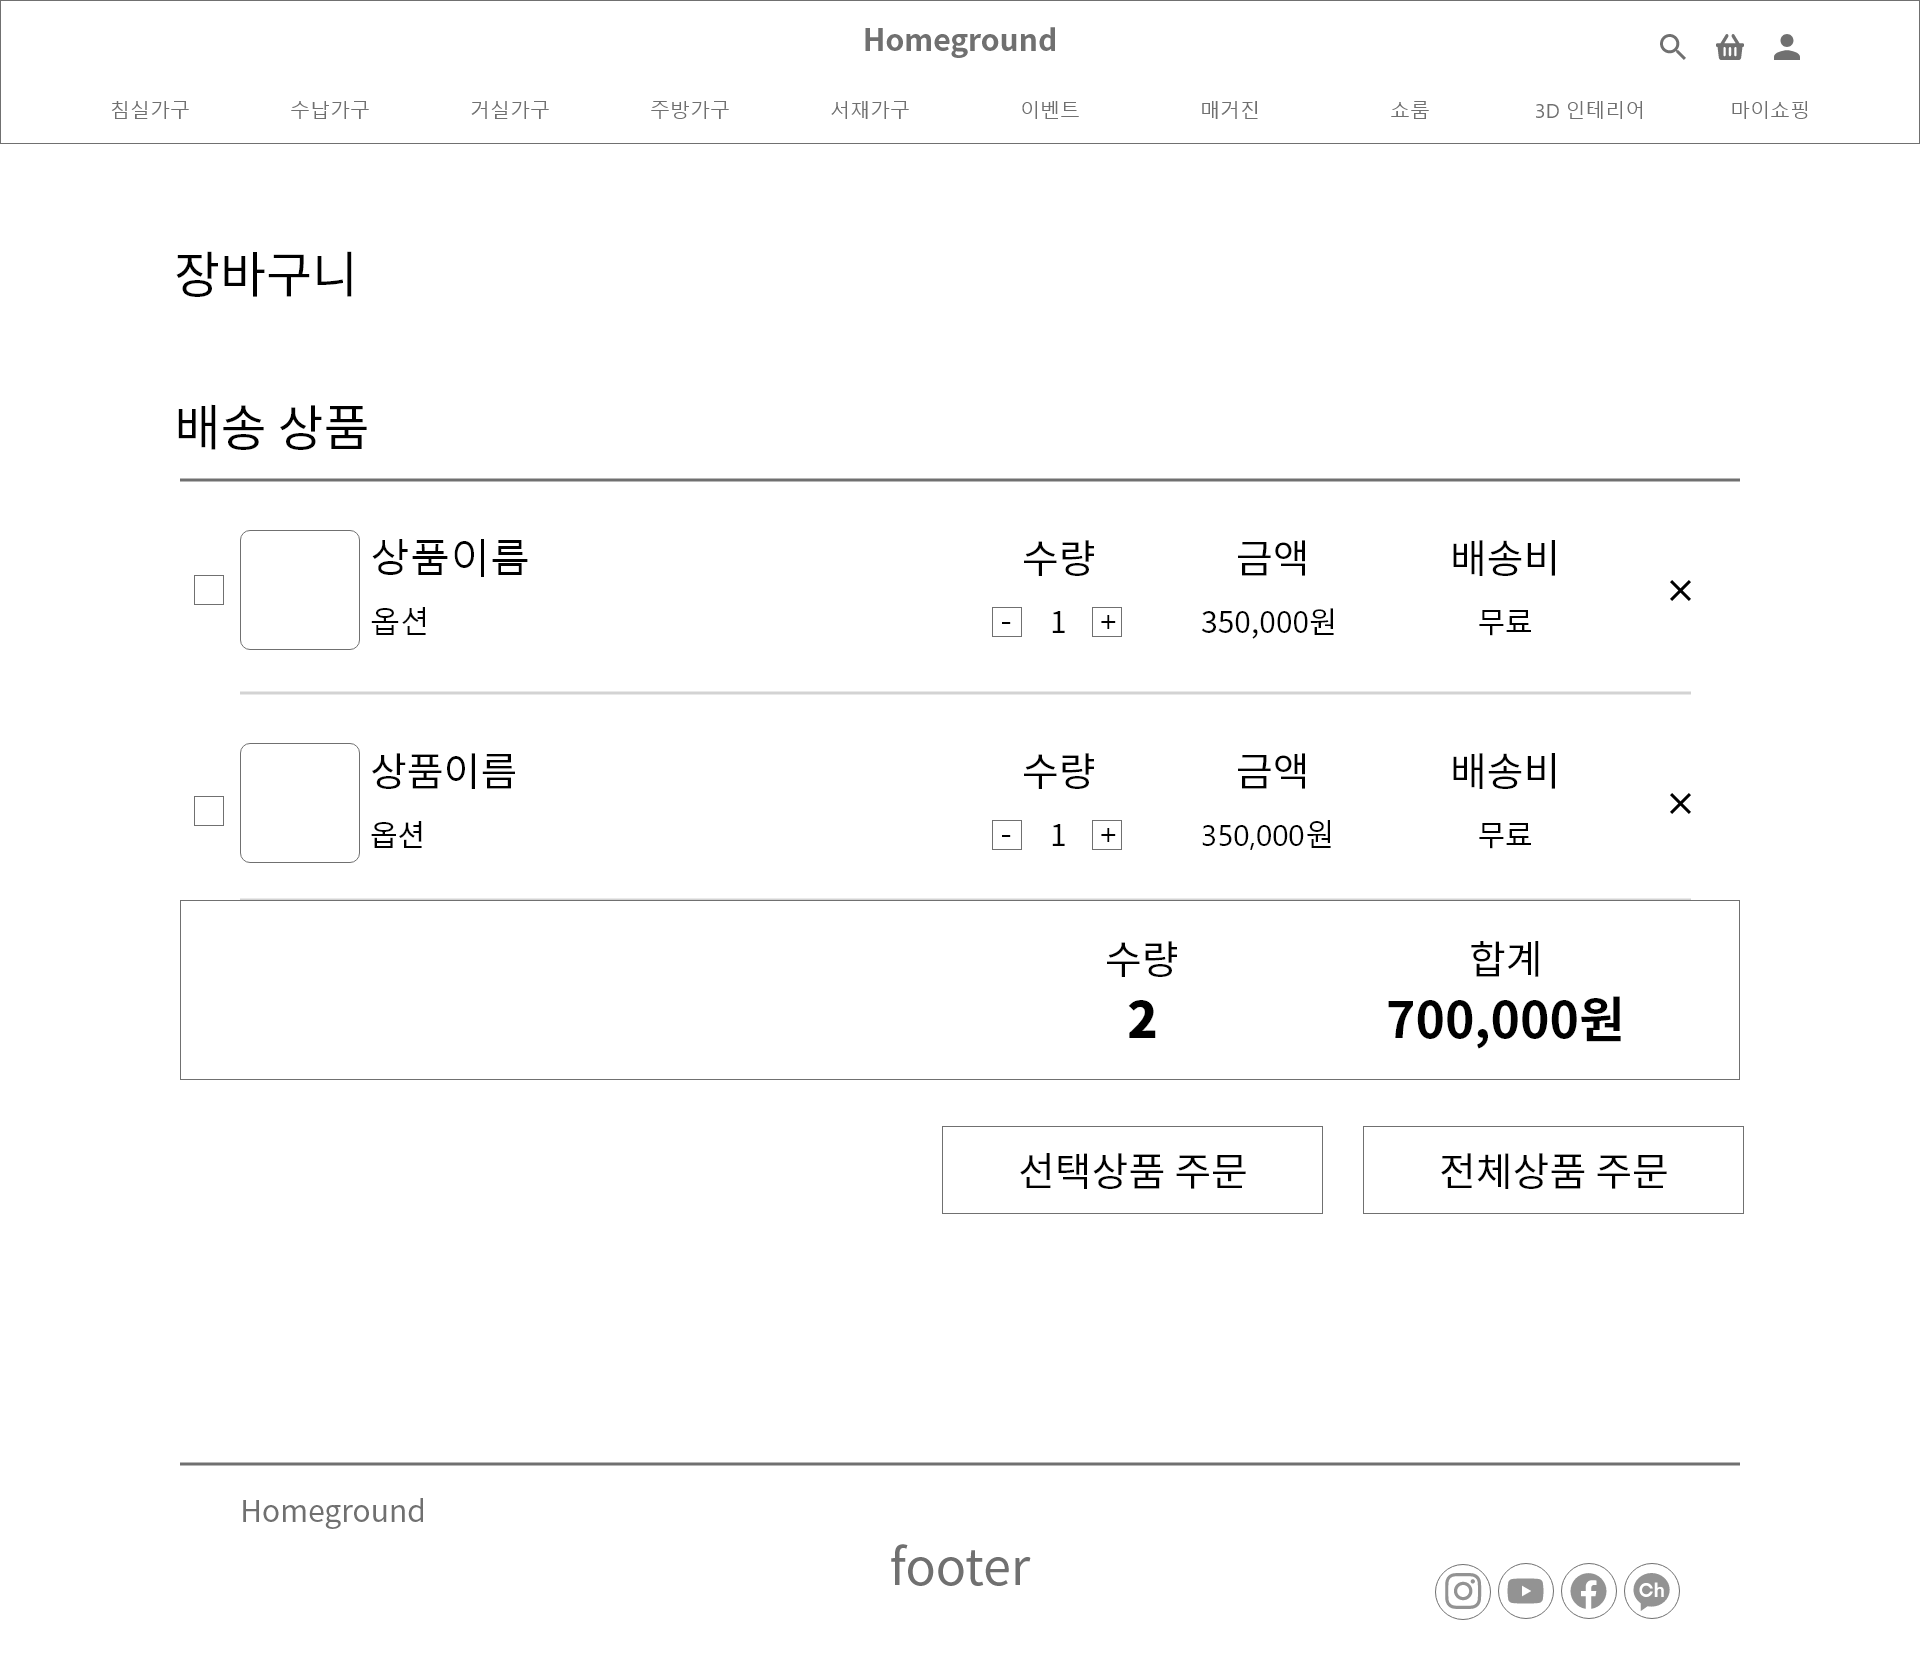 Homeground
침실가구 수납가구 거실가구 주방가구 서재가구 이벤트 매거진 쇼룸 3D 인테리어 마이쇼핑
장바구니
배송 상품
상품이름 수량 금액 배송비
옵션 - 1 + 350,000원 무료
상품이름 수량 금액 배송비
옵션 - 1 + 350,000원 무료
수량 합계
2 700,000원
선택상품 주문 전체상품 주문
Homeground
footer
Ch